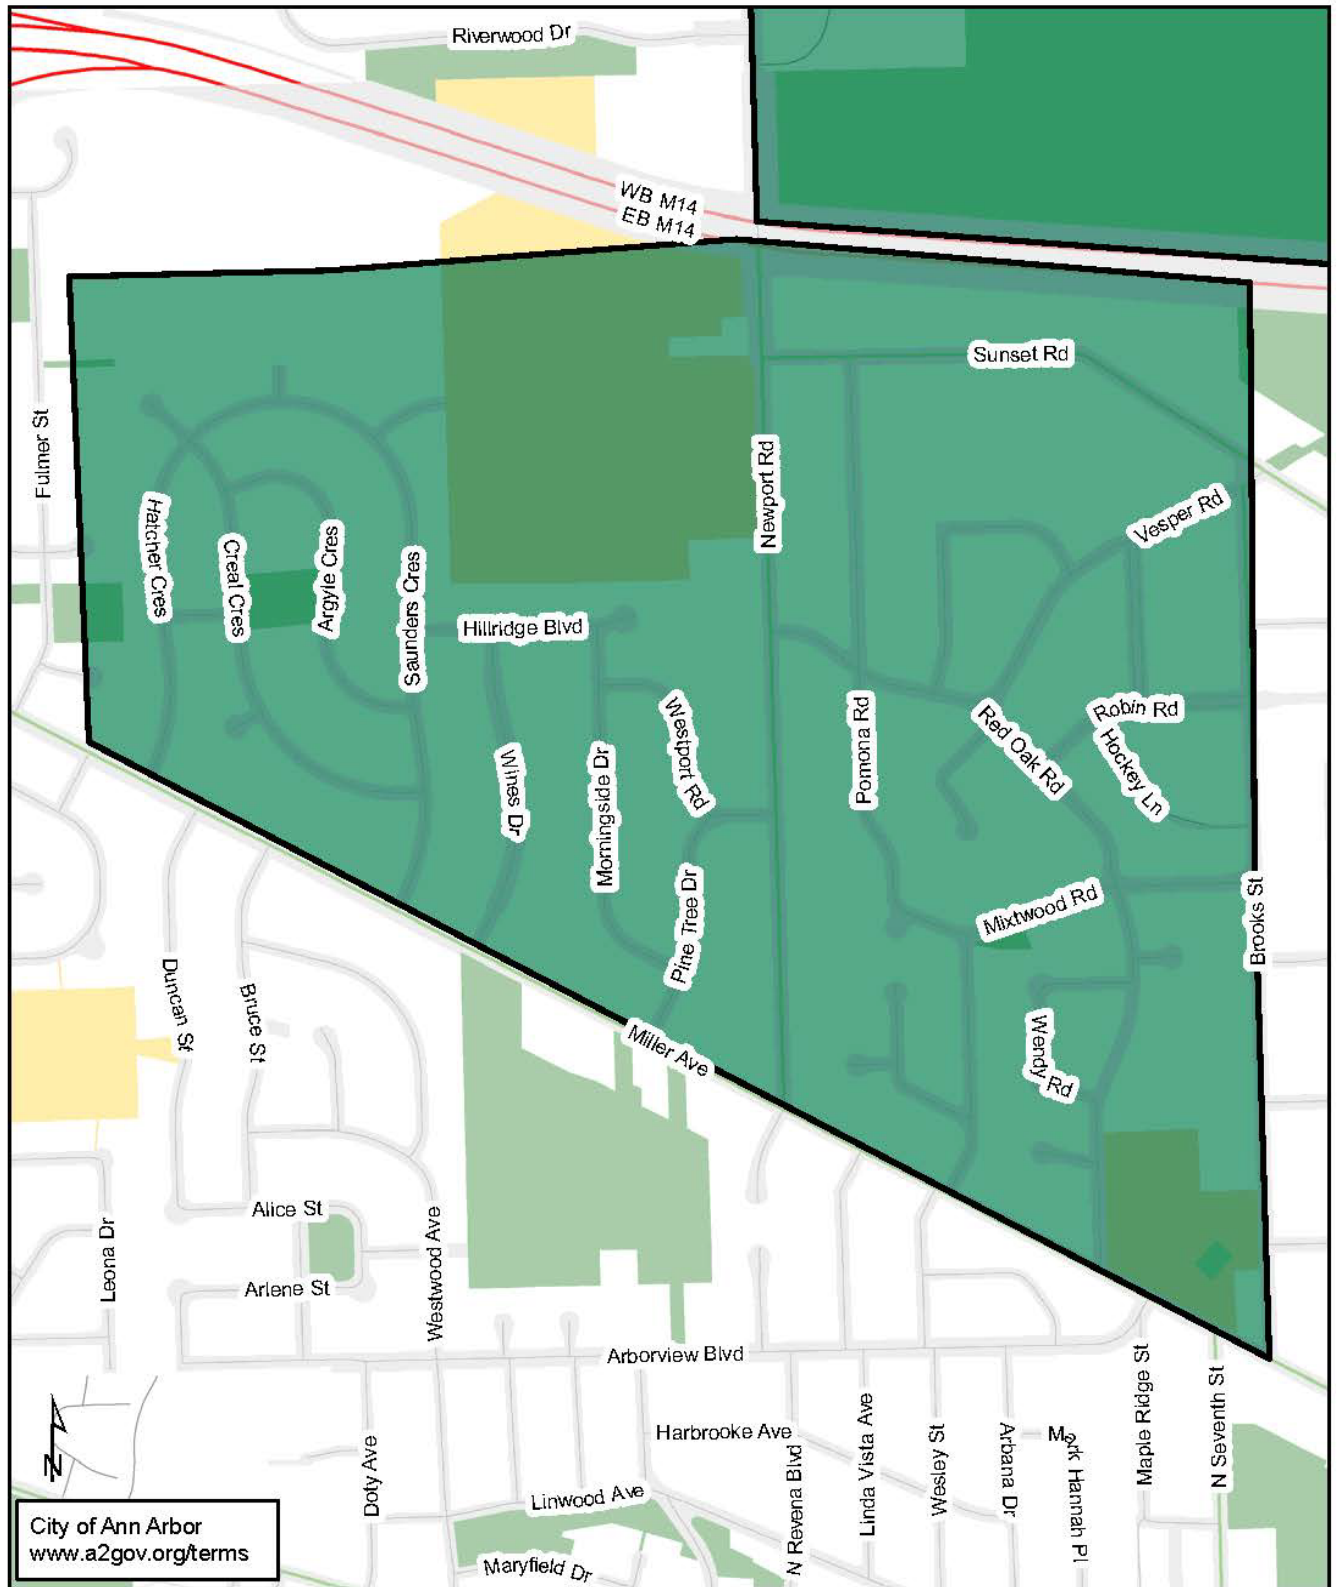 Riverwood Dr
WB M14
EB M14
Sunset Rd
Fulmer St
Newport Rd
Vesper Rd
Hatcher Cres
Creal Cres
Argyle Cres
Saunders Cres
Hillridge Blvd
Westport Rd
Pomona Rd
Red Oak Rd
Robin Rd
Hockey Ln
Wines Dr
Morningside Dr
Pine Tree Dr
Mixtwood Rd
Brooks St
Duncan St
Bruce St
Miller Ave
Wendy Rd
Alice St
Leona Dr
Arlene St
Westwood Ave
Arborview Blvd
Maple Ridge St
N Seventh St
Harbrooke Ave
Doty Ave
N Revena Blvd
Linda Vista Ave
Wesley St
Arbana Dr
Mark Hannah Pl
Linwood Ave
Maryfield Dr
N
City of Ann Arbor
www.a2gov.org/terms